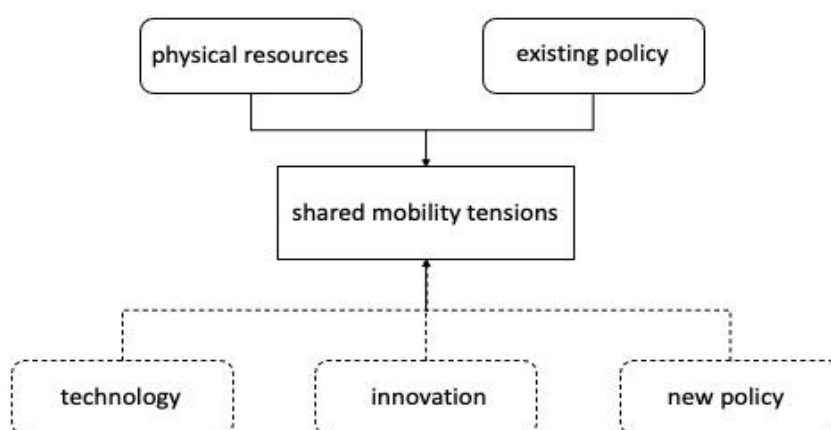 physical resources
existing policy
shared mobility tensions
technology
innovation
new policy